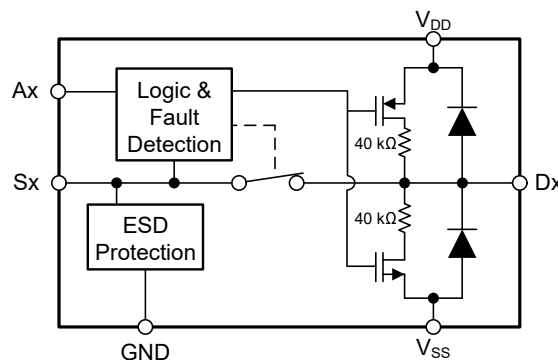 VDD
Ax
Logic &
Fault
Detection
40 kΩ
Sx
Dx
40 kΩ
ESD
Protection
GND
VSS